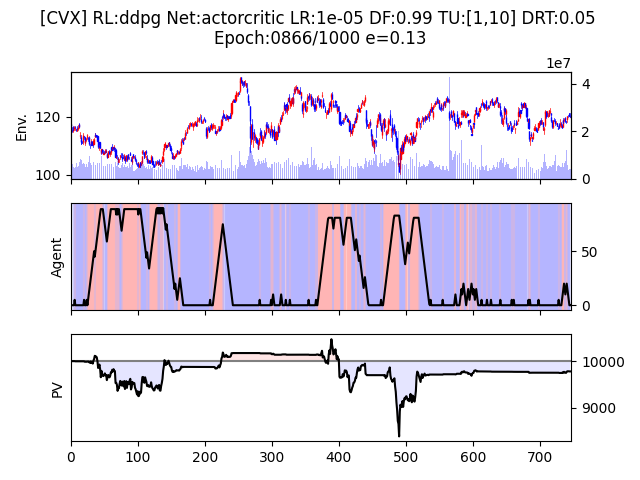 [CVX] RL:ddpg Net:actorcritic LR:1e-05 DF:0.99 TU:[1,10] DRT:0.05
Epoch:0866/1000 e=0.13
1e7
Env.
120
100
4
2
0
Agent
50
0
PV
10000
9000
0 100 200 300 400 500 600 700